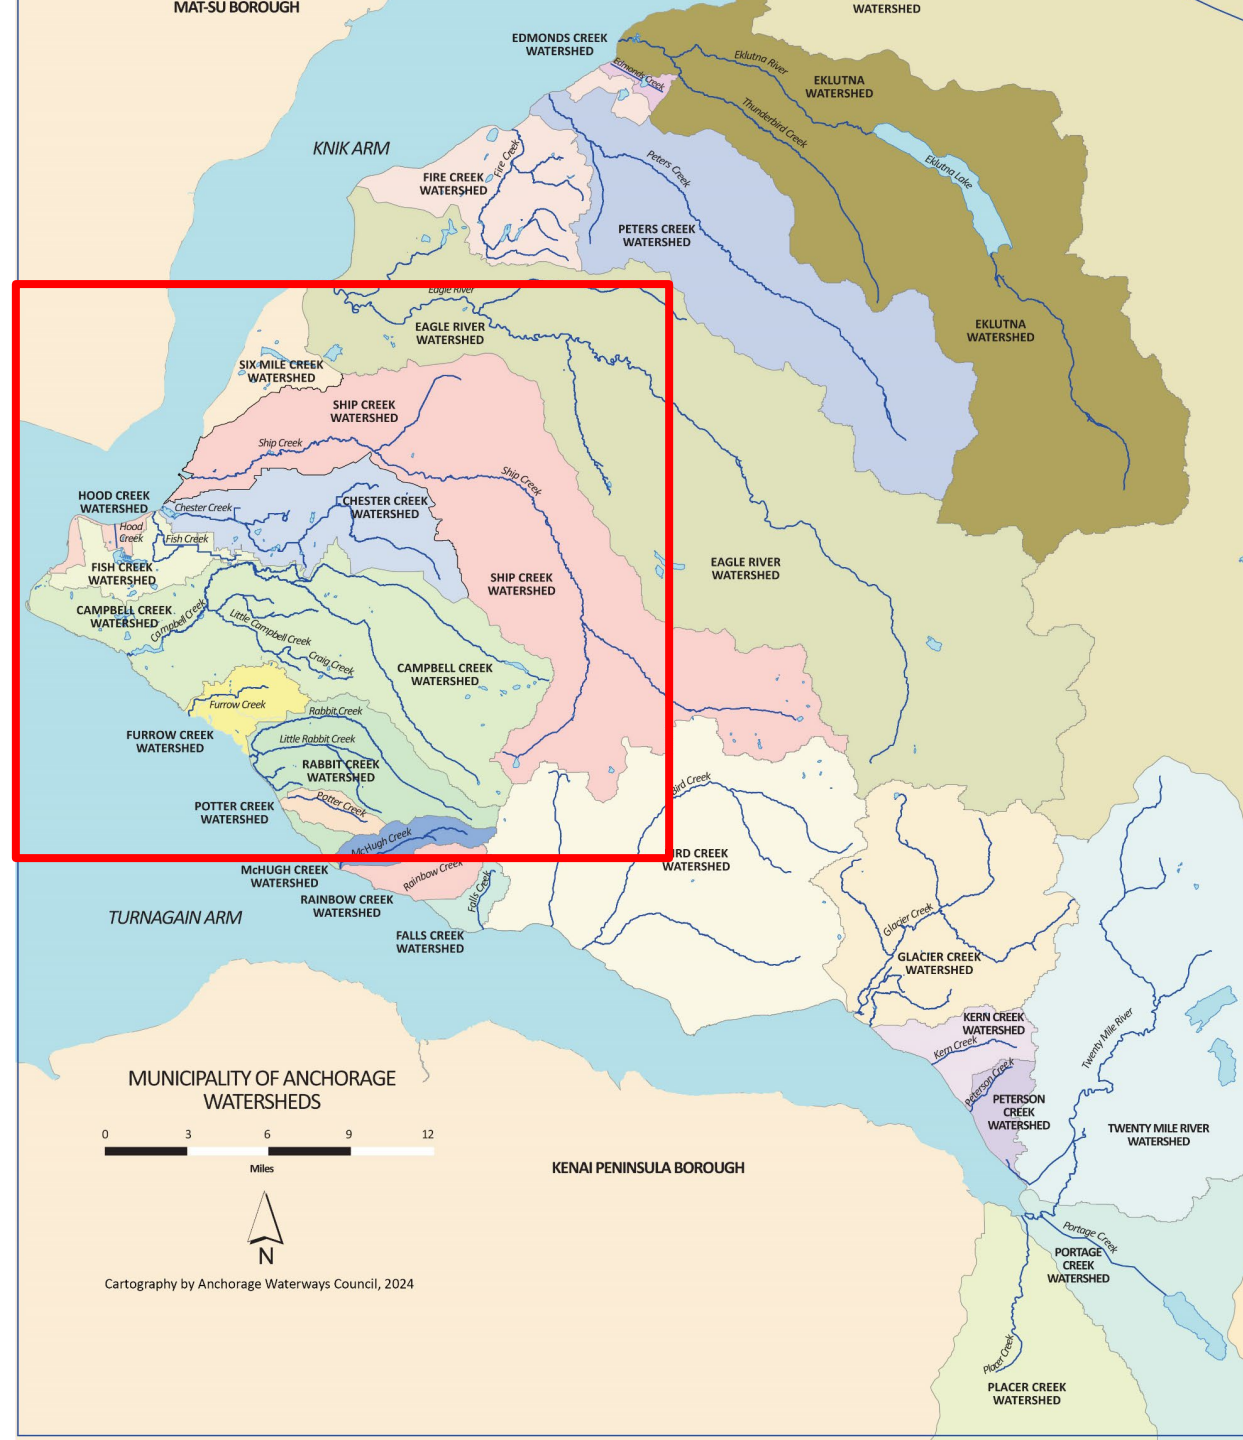 MAT-SU BOROUGH
WATERSHED
EDMONDS CREEK
WATERSHED
Edmonds Creek
Eklutna River
EKLUTNA
WATERSHED
Thunderbird Creek
Eklutna Lake
KNIK ARM
Fire Creek
FIRE CREEK
WATERSHED
Peters Creek
PETERS CREEK
WATERSHED
Eagle River
EAGLE RIVER
WATERSHED
EKLUTNA
WATERSHED
SIX MILE CREEK
WATERSHED
SHIP CREEK
WATERSHED
Ship Creek
Ship Creek
HOOD CREEK
WATERSHED
Chester Creek
CHESTER CREEK
WATERSHED
Hood
Creek
Fish Creek
FISH CREEK
WATERSHED
SHIP CREEK
WATERSHED
EAGLE RIVER
WATERSHED
CAMPBELL CREEK
WATERSHED
Campbell Creek
Little Campbell Creek
Craig Creek
CAMPBELL CREEK
WATERSHED
Furrow Creek
Rabbit Creek
FURROW CREEK
WATERSHED
Little Rabbit Creek
RABBIT CREEK
WATERSHED
POTTER CREEK
WATERSHED
Potter Creek
Bird Creek
McHugh Creek
McHUGH CREEK
WATERSHED
Rainbow Creek
URD CREEK
WATERSHED
RAINBOW CREEK
WATERSHED
Falls Creek
TURNAGAIN ARM
FALLS CREEK
WATERSHED
Glacier Creek
GLACIER CREEK
WATERSHED
KERN CREEK
WATERSHED
Kern Creek
Twenty Mile River
Peterson Creek
PETERSON
CREEK
WATERSHED
TWENTY MILE RIVER
WATERSHED
MUNICIPALITY OF ANCHORAGE
WATERSHEDS
0 3 6 9 12
Miles
KENAI PENINSULA BOROUGH
N
Portage Creek
PORTAGE
CREEK
WATERSHED
Cartography by Anchorage Waterways Council, 2024
Placer Creek
PLACER CREEK
WATERSHED